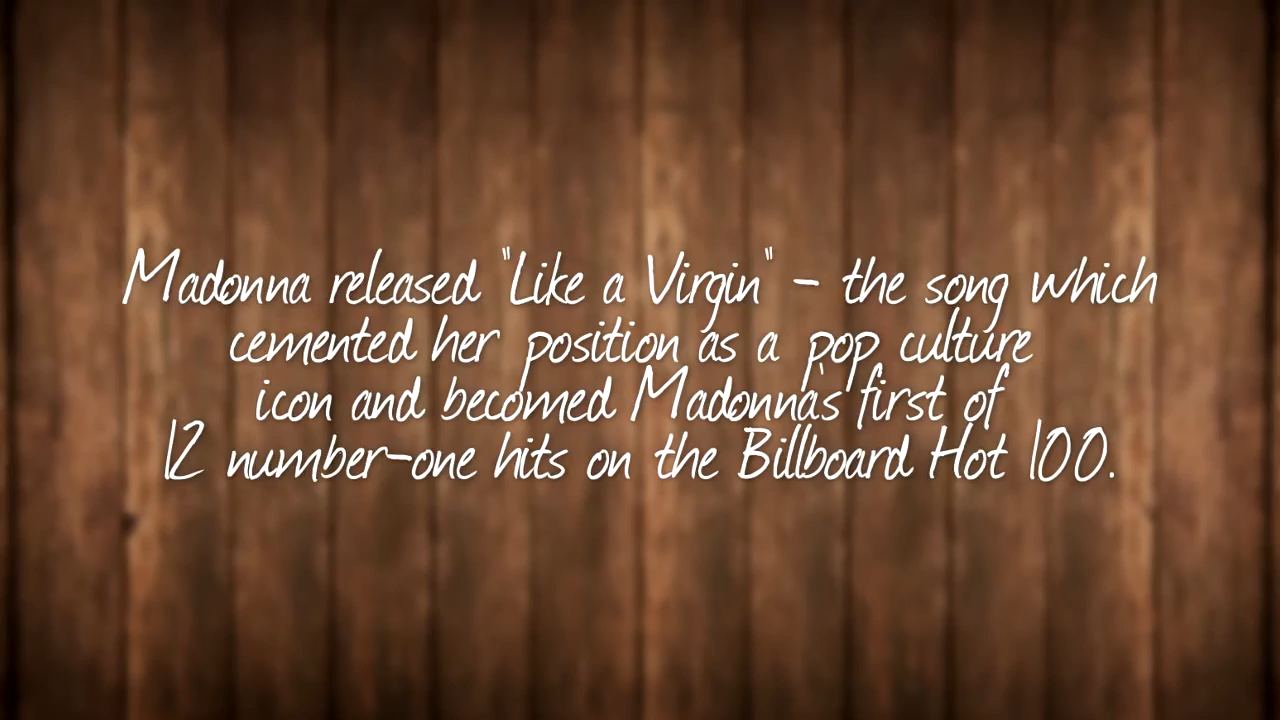 Madonna released "Like a Virgin" - the song which
cemented her position as a pop culture
icon and becomed Madonna's first of
12 number-one hits on the Billboard Hot 100.